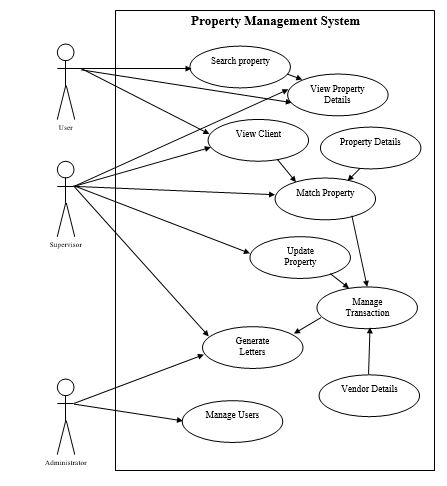 Property Management System
Search property
View Property
Details
User
View Client
Property Details
Match Property
Supervisor
Update
Property
Manage
Transaction
Generate
Letters
Vendor Details
Manage Users
Administrator